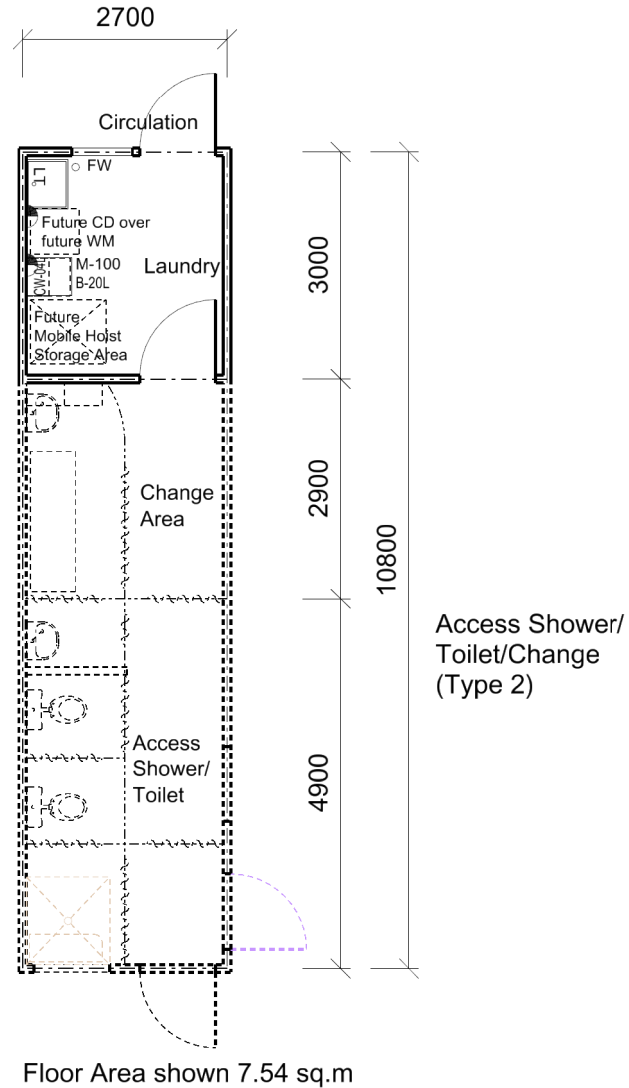 2700
Circulation
FW
LT
Future CD over
future WM
CW-04
M-100
B-20L
Laundry
Future
Mobile Hoist
Storage Area
3000
Change
Area
2900
10800
Access Shower/
Toilet/Change
(Type 2)
Access
Shower/
Toilet
4900
Floor Area shown 7.54 sq.m